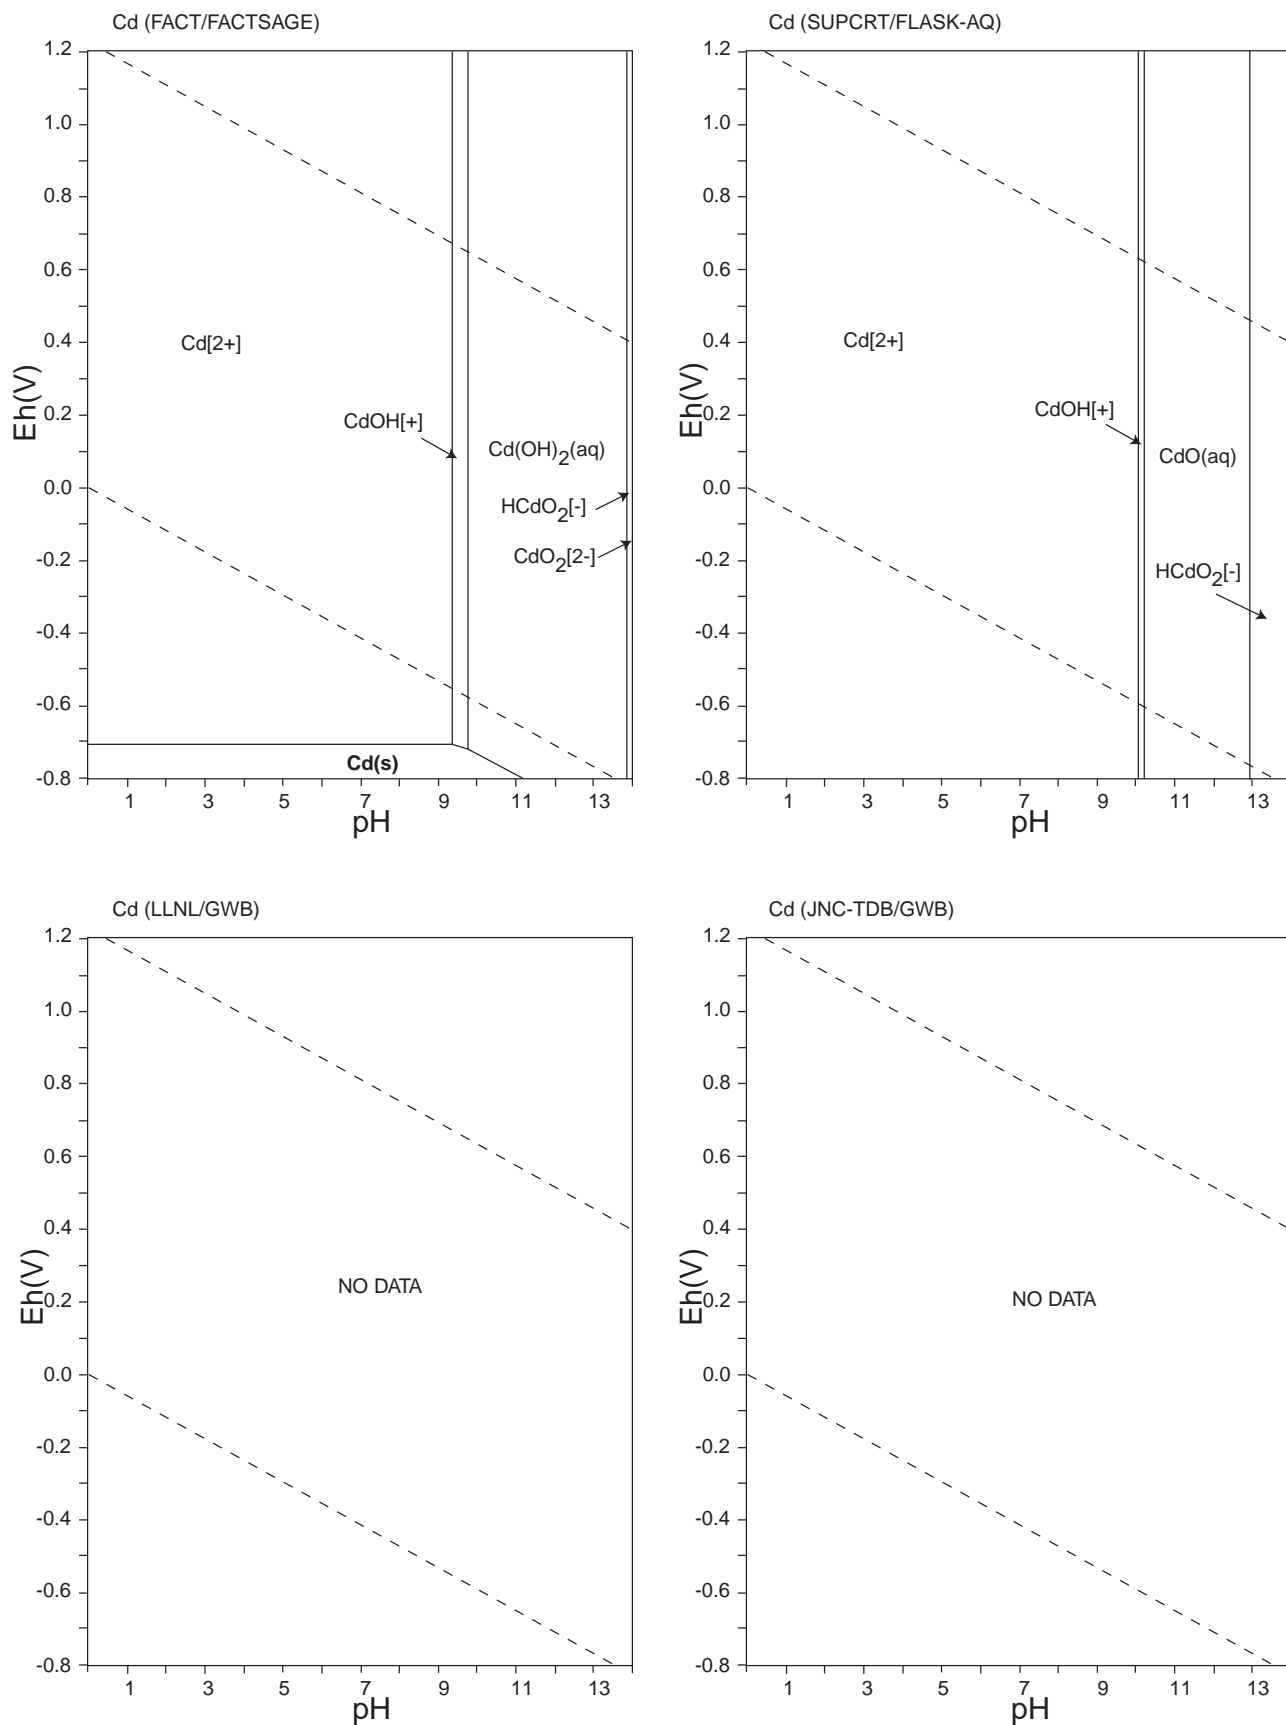 Cd (FACT/FACTSAGE)
1.2
1.0
0.8
0.6
0.4
0.2
0.0
-0.2
-0.4
-0.6
-0.8
Eh(V)
Cd[2+]
CdOH[+]
Cd(OH)2(aq)
HCdO2[-]
CdO2[2-]
Cd(s)
1 3 5 7 9 11 13
pH
Cd (SUPCRT/FLASK-AQ)
1.2
1.0
0.8
0.6
0.4
0.2
0.0
-0.2
-0.4
-0.6
-0.8
Eh(V)
Cd[2+]
CdOH[+]
CdO(aq)
HCdO2[-]
1 3 5 7 9 11 13
pH
Cd (LLNL/GWB)
1.2
1.0
0.8
0.6
0.4
0.2
0.0
-0.2
-0.4
-0.6
-0.8
Eh(V)
NO DATA
1 3 5 7 9 11 13
pH
Cd (JNC-TDB/GWB)
1.2
1.0
0.8
0.6
0.4
0.2
0.0
-0.2
-0.4
-0.6
-0.8
Eh(V)
NO DATA
1 3 5 7 9 11 13
pH